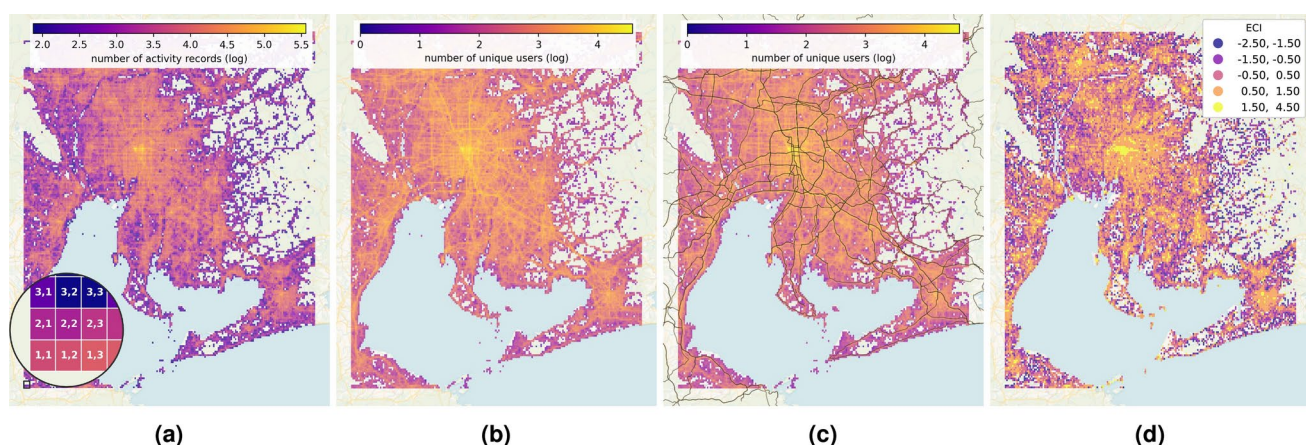 2.0 2.5 3.0 3.5 4.0 4.5 5.0 5.5
number of activity records (log)
3,1 3,2 3,3
2,1 2,2 2,3
1,1 1,2 1,3
(a)
0 1 2 3 4
number of unique users (log)
(b)
0 1 2 3 4
number of unique users (log)
(c)
ECI
-2.50, -1.50
-1.50, -0.50
-0.50, 0.50
0.50, 1.50
1.50, 4.50
(d)